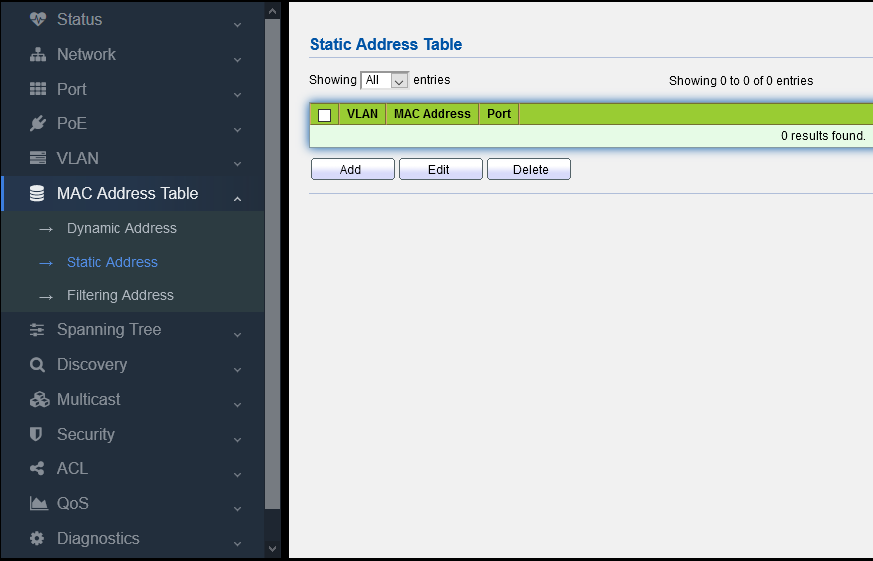 Status
Network
Port
PoE
VLAN
MAC Address Table
Dynamic Address
Static Address
Filtering Address
Spanning Tree
Discovery
Multicast
Security
ACL
QoS
Diagnostics
Static Address Table
Showing All entries Showing 0 to 0 of 0 entries
VLAN MAC Address Port
0 results found.
Add Edit Delete